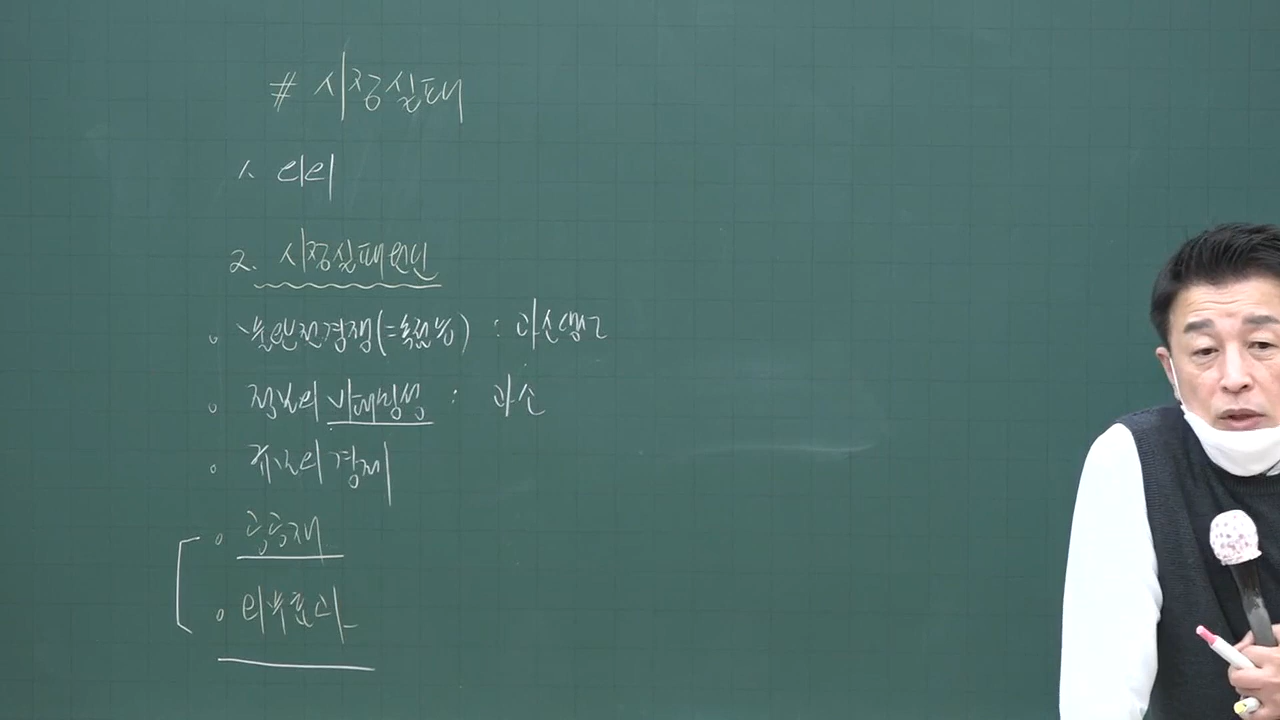 # 시장실패
1. 의의
2. 시장실패원인
• 불완전경쟁(=독점 등) : 과소생산
• 정보의 비대칭성 : 과소
• 규모의 경제
• 공공재
• 외부효과